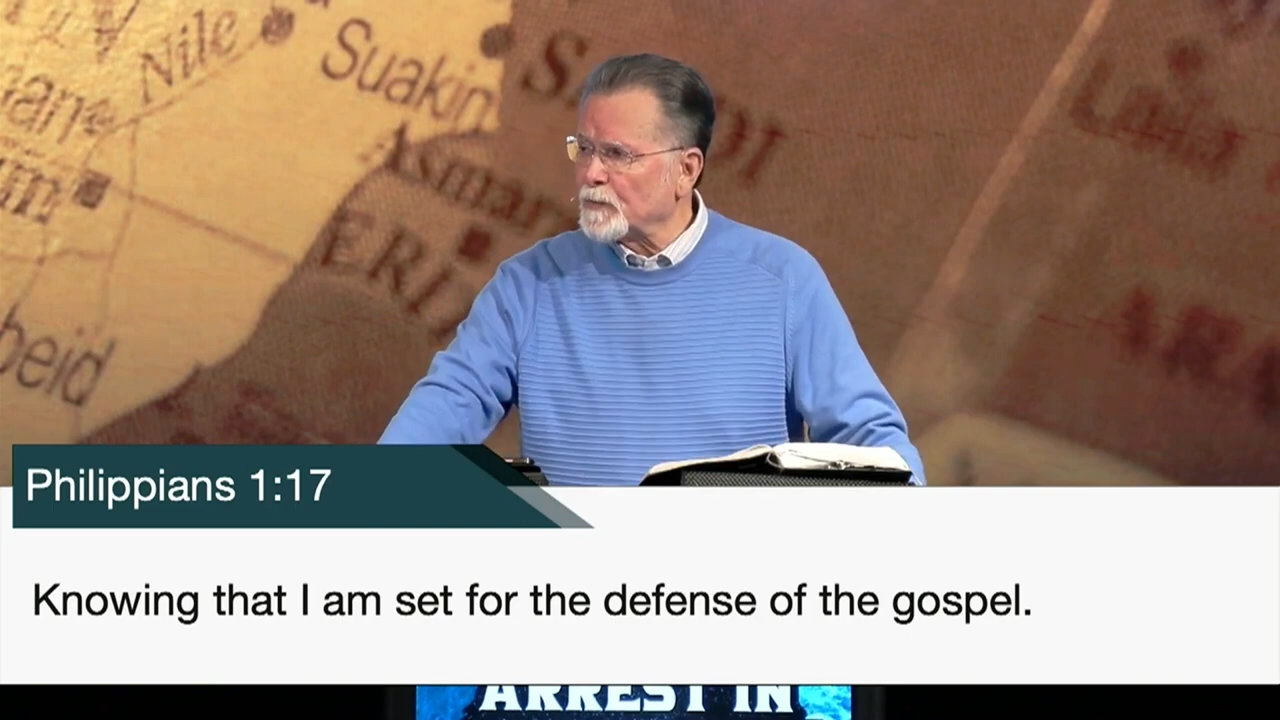 Nile
Suakin
Asmara
ERI
beid
Philippians 1:17
Knowing that I am set for the defense of the gospel.
ARREST IN